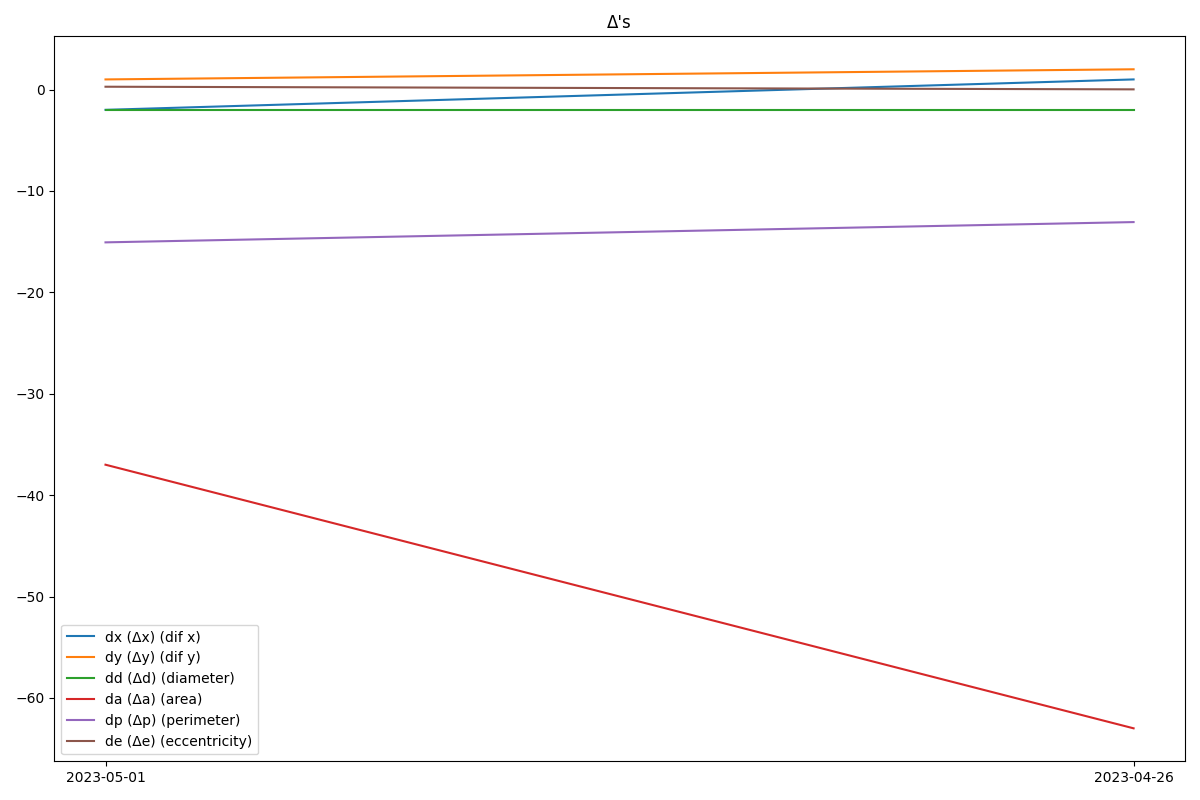 Δ's
0
−10
−20
−30
−40
−50
−60
dx (Δx) (dif x)
dy (Δy) (dif y)
dd (Δd) (diameter)
da (Δa) (area)
dp (Δp) (perimeter)
de (Δe) (eccentricity)
2023-05-01 2023-04-26